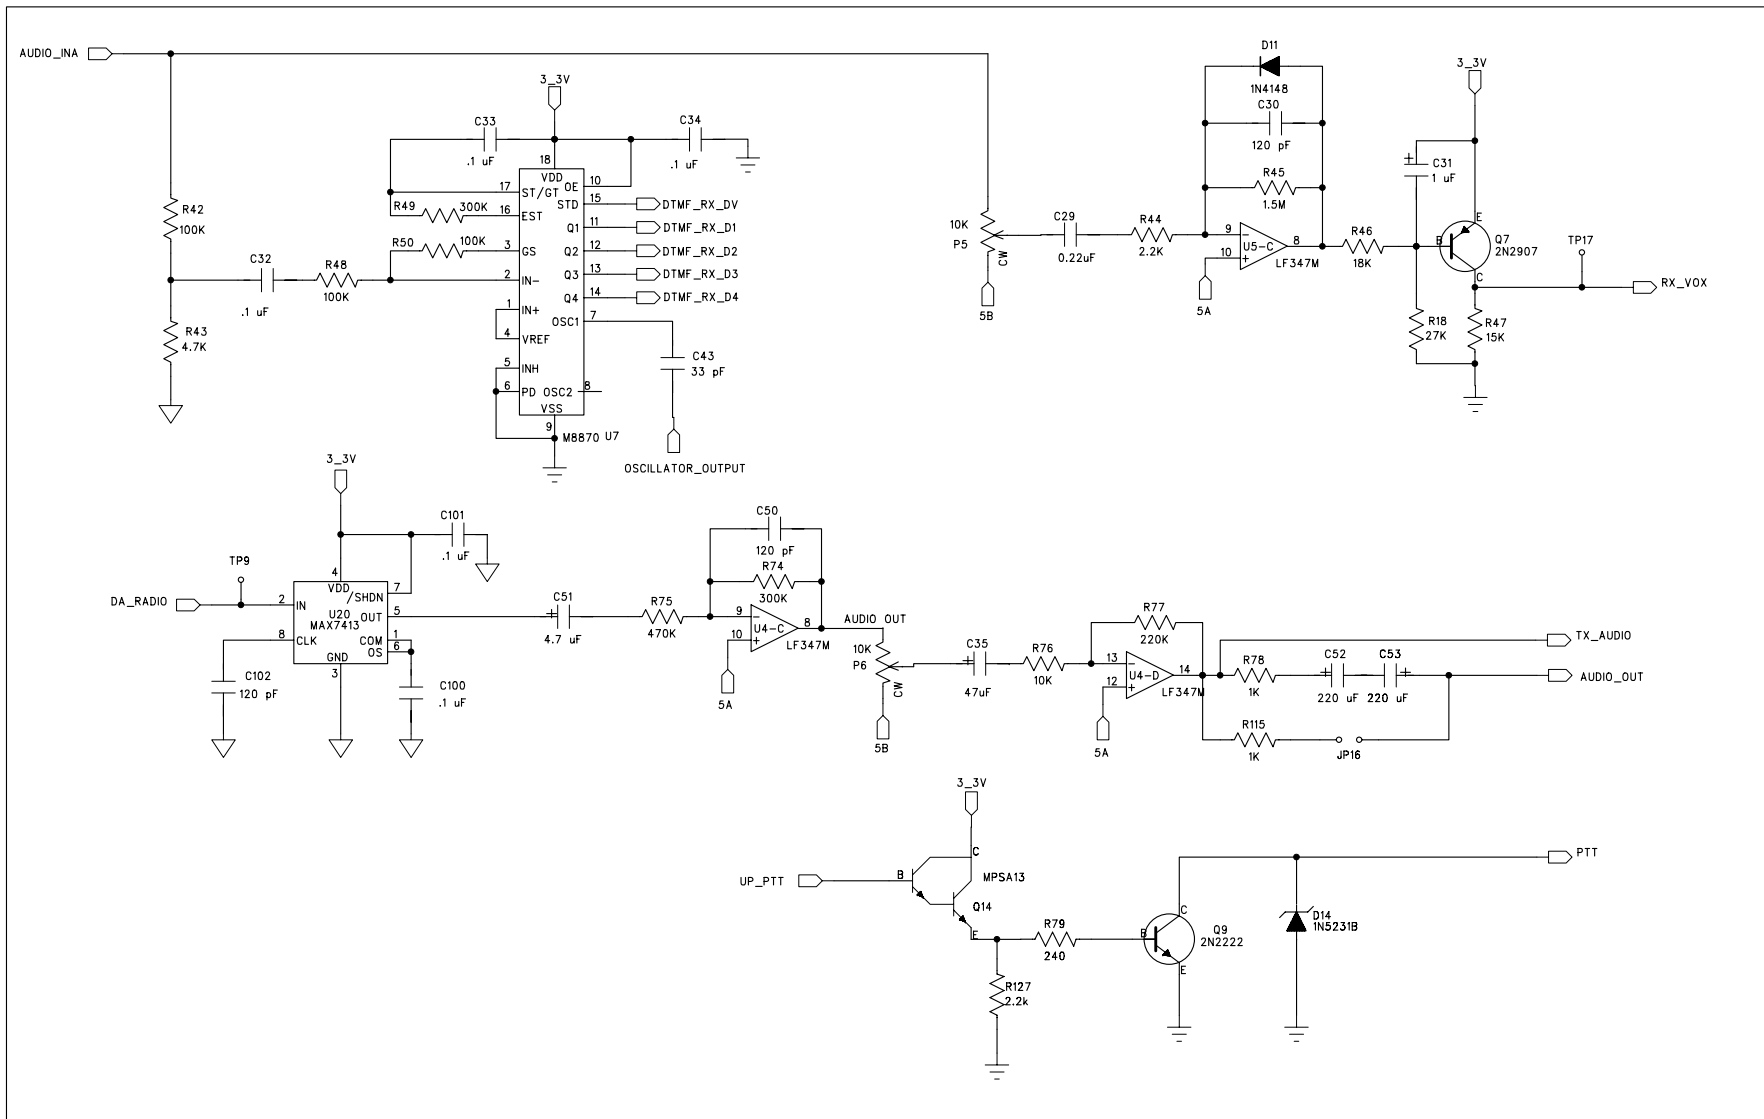 AUDIO_INA
R42
100K
R43
4.7K
C32
.1 uF
R48
100K
3_3V
C33
.1 uF
C34
.1 uF
R49
300K
R50
100K
18
VDD
17
ST/GT
OE
10
STD
15
16
EST
Q1
11
3
GS
Q2
12
2
IN-
Q3
13
Q4
14
1
IN+
OSC1
7
4
VREF
5
INH
6
PD
OSC2
8
VSS
9
M8870
U7
DTMF_RX_DV
DTMF_RX_D1
DTMF_RX_D2
DTMF_RX_D3
DTMF_RX_D4
C43
33 pF
OSCILLATOR_OUTPUT
10K
P5
CW
5B
C29
0.22uF
R44
2.2K
D11
1N4148
C30
120 pF
R45
1.5M
9
-
10
+
U5-C
8
LF347M
5A
R46
18K
3_3V
C31
+
1 uF
E
B
C
Q7
2N2907
TP17
RX_VOX
R18
27K
R47
15K
3_3V
C101
.1 uF
TP9
DA_RADIO
2
IN
4
VDD
7
/SHDN
U20
OUT
5
MAX7413
8
CLK
COM
1
OS
6
GND
3
C102
120 pF
C100
.1 uF
C51
+
4.7 uF
R75
470K
C50
120 pF
R74
300K
9
-
10
+
U4-C
8
LF347M
5A
AUDIO OUT
10K
P6
CW
5B
C35
+
47uF
R76
10K
R77
220K
13
-
12
+
U4-D
14
LF347M
5A
TX_AUDIO
R78
1K
C52
+
220 uF
C53
+
220 uF
AUDIO_OUT
R115
1K
JP16
3_3V
UP_PTT
B
C
MPSA13
Q14
E
R79
240
R127
2.2k
B
C
E
Q9
2N2222
D14
1N5231B
PTT